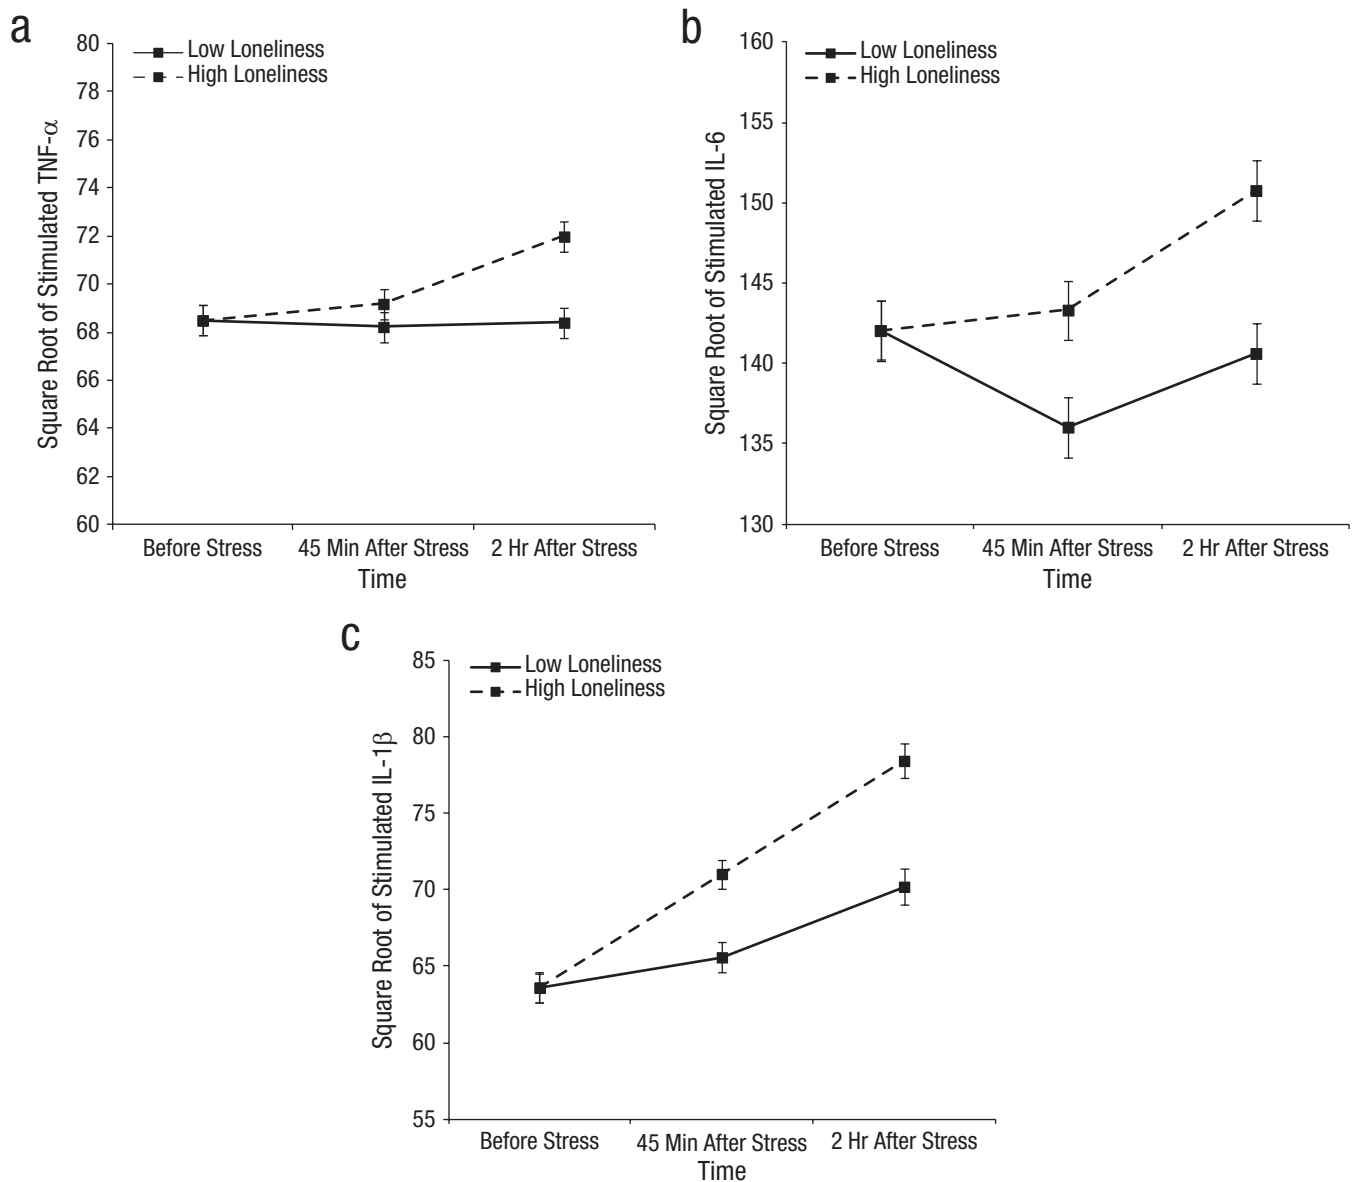 a
Low Loneliness
High Loneliness
80
78
76
74
72
70
68
66
64
62
60
Square Root of Stimulated TNF-α
Before Stress
45 Min After Stress
2 Hr After Stress
Time
b
Low Loneliness
High Loneliness
160
155
150
145
140
135
130
Square Root of Stimulated IL-6
Before Stress
45 Min After Stress
2 Hr After Stress
Time
c
Low Loneliness
High Loneliness
85
80
75
70
65
60
55
Square Root of Stimulated IL-1β
Before Stress
45 Min After Stress
2 Hr After Stress
Time